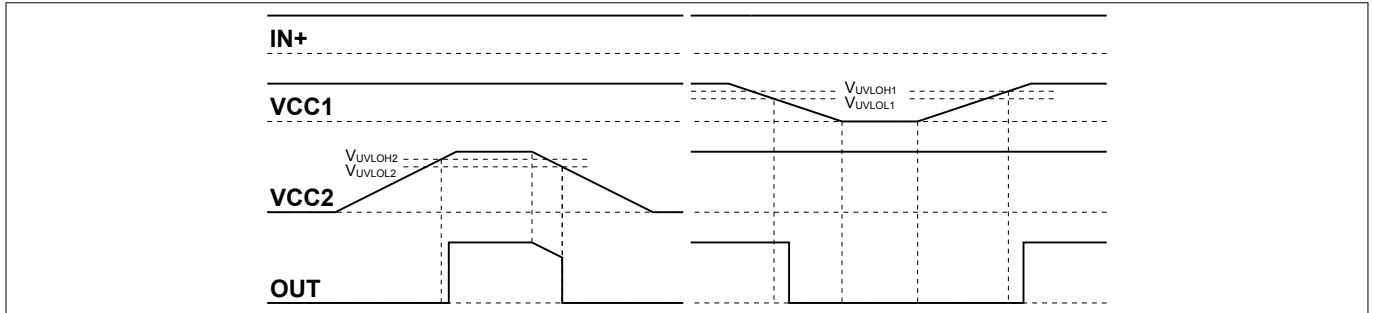 IN+
VCC1
VUVLOH1
VUVLOL1
VUVLOH2
VUVLOL2
VCC2
OUT